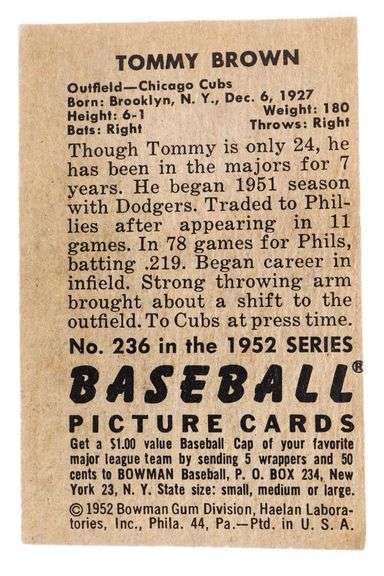 TOMMY BROWN
Outfield—Chicago Cubs
Born: Brooklyn, N. Y., Dec. 6, 1927
Height: 6-1 Weight: 180
Bats: Right Throws: Right
Though Tommy is only 24, he
has been in the majors for 7
years. He began 1951 season
with Dodgers. Traded to Phil-
lies after appearing in 11
games. In 78 games for Phils,
batting .219. Began career in
infield. Strong throwing arm
brought about a shift to the
outfield. To Cubs at press time.
No. 236 in the 1952 SERIES
BASEBALL®
PICTURE CARDS
Get a $1.00 value Baseball Cap of your favorite
major league team by sending 5 wrappers and 50
cents to BOWMAN Baseball, P. O. BOX 234, New
York 23, N. Y. State size: small, medium or large.
© 1952 Bowman Gum Division, Haelan Labora-
tories, Inc., Phila. 44, Pa.—Ptd. in U. S. A.